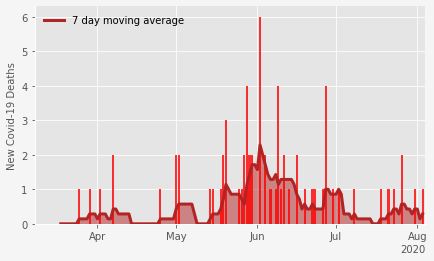 7 day moving average
New Covid-19 Deaths
6
5
4
3
2
1
0
Apr
May
Jun
Jul
Aug
2020